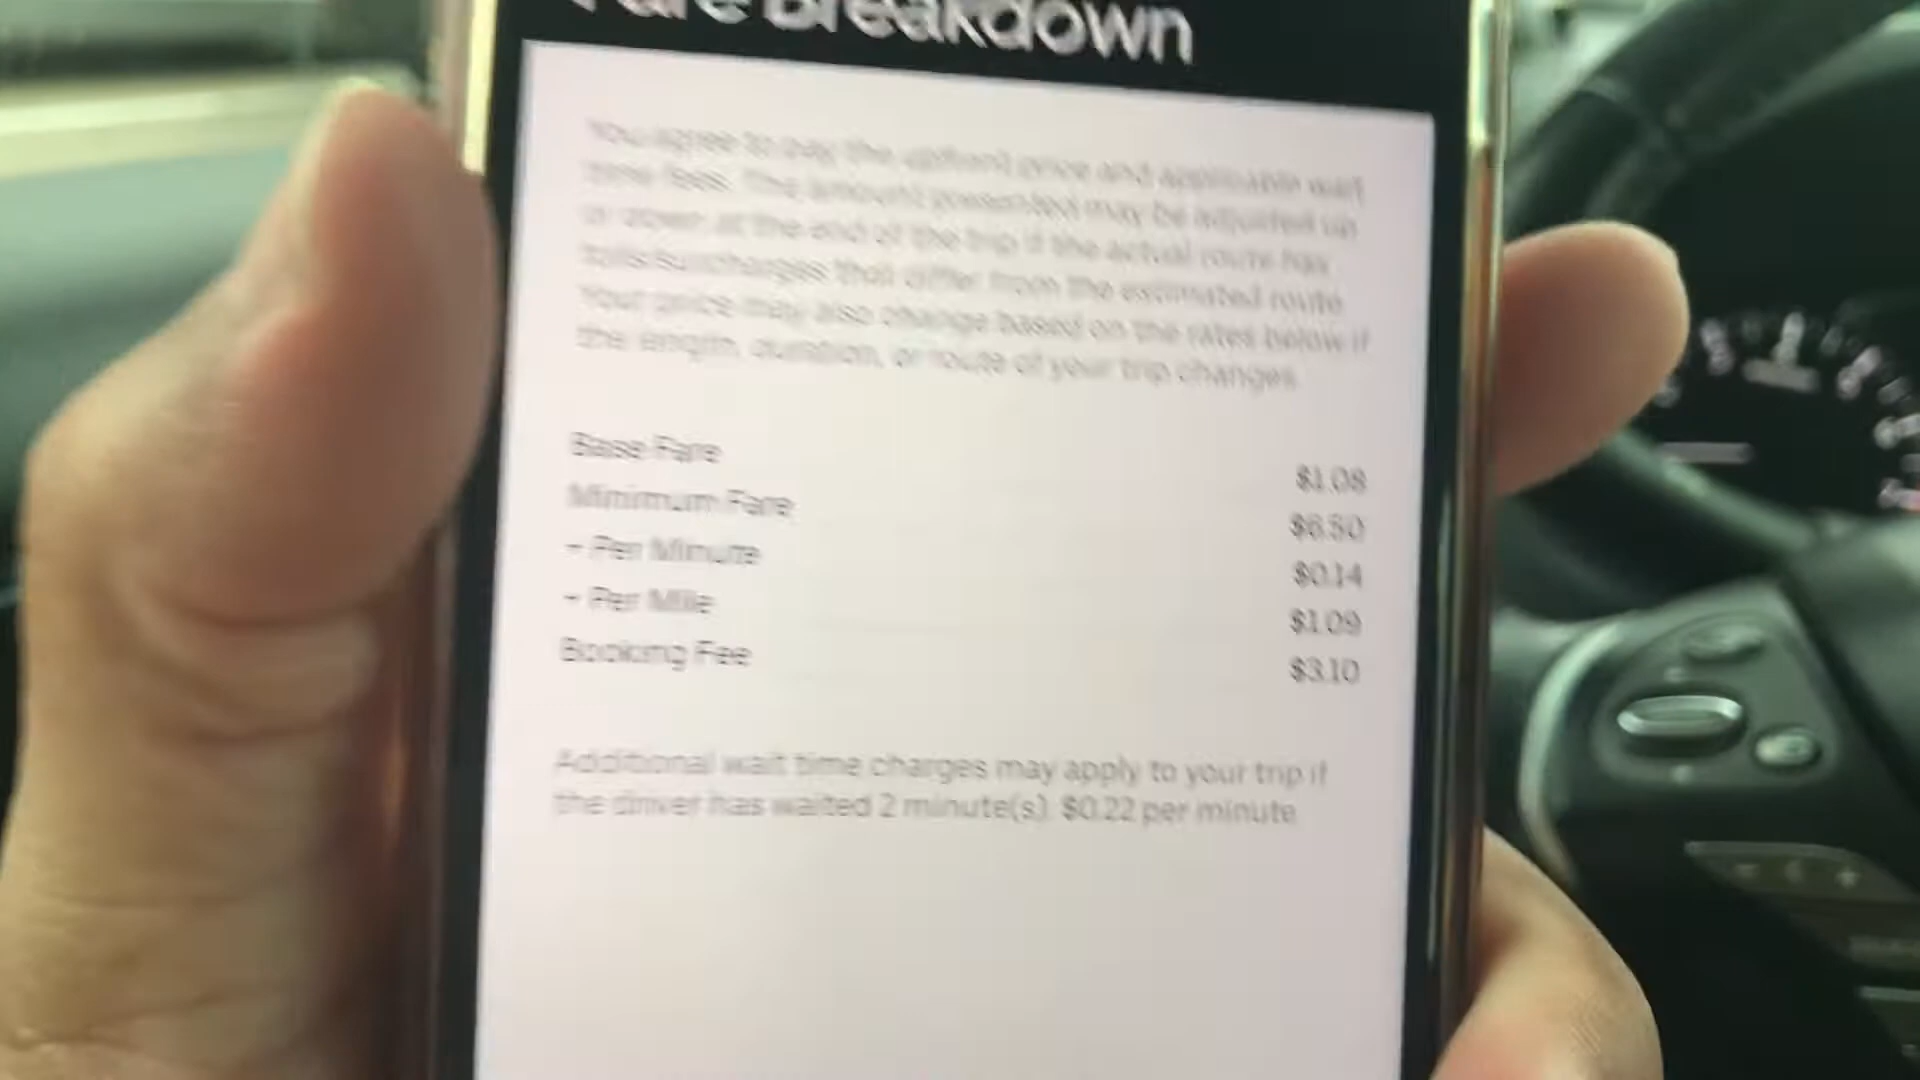 Fare Breakdown
You agree to pay the upfront price and applicable wait
time fees. The amount presented may be adjusted up
or down at the end of the trip if the actual route has
tolls/surcharges that differ from the estimated route.
Your price may also change based on the rates below if
the length, duration, or route of your trip changes.
Base Fare $1.08
Minimum Fare $6.50
+ Per Minute $0.14
+ Per Mile $1.09
Booking Fee $3.10
Additional wait time charges may apply to your trip if
the driver has waited 2 minute(s): $0.22 per minute.